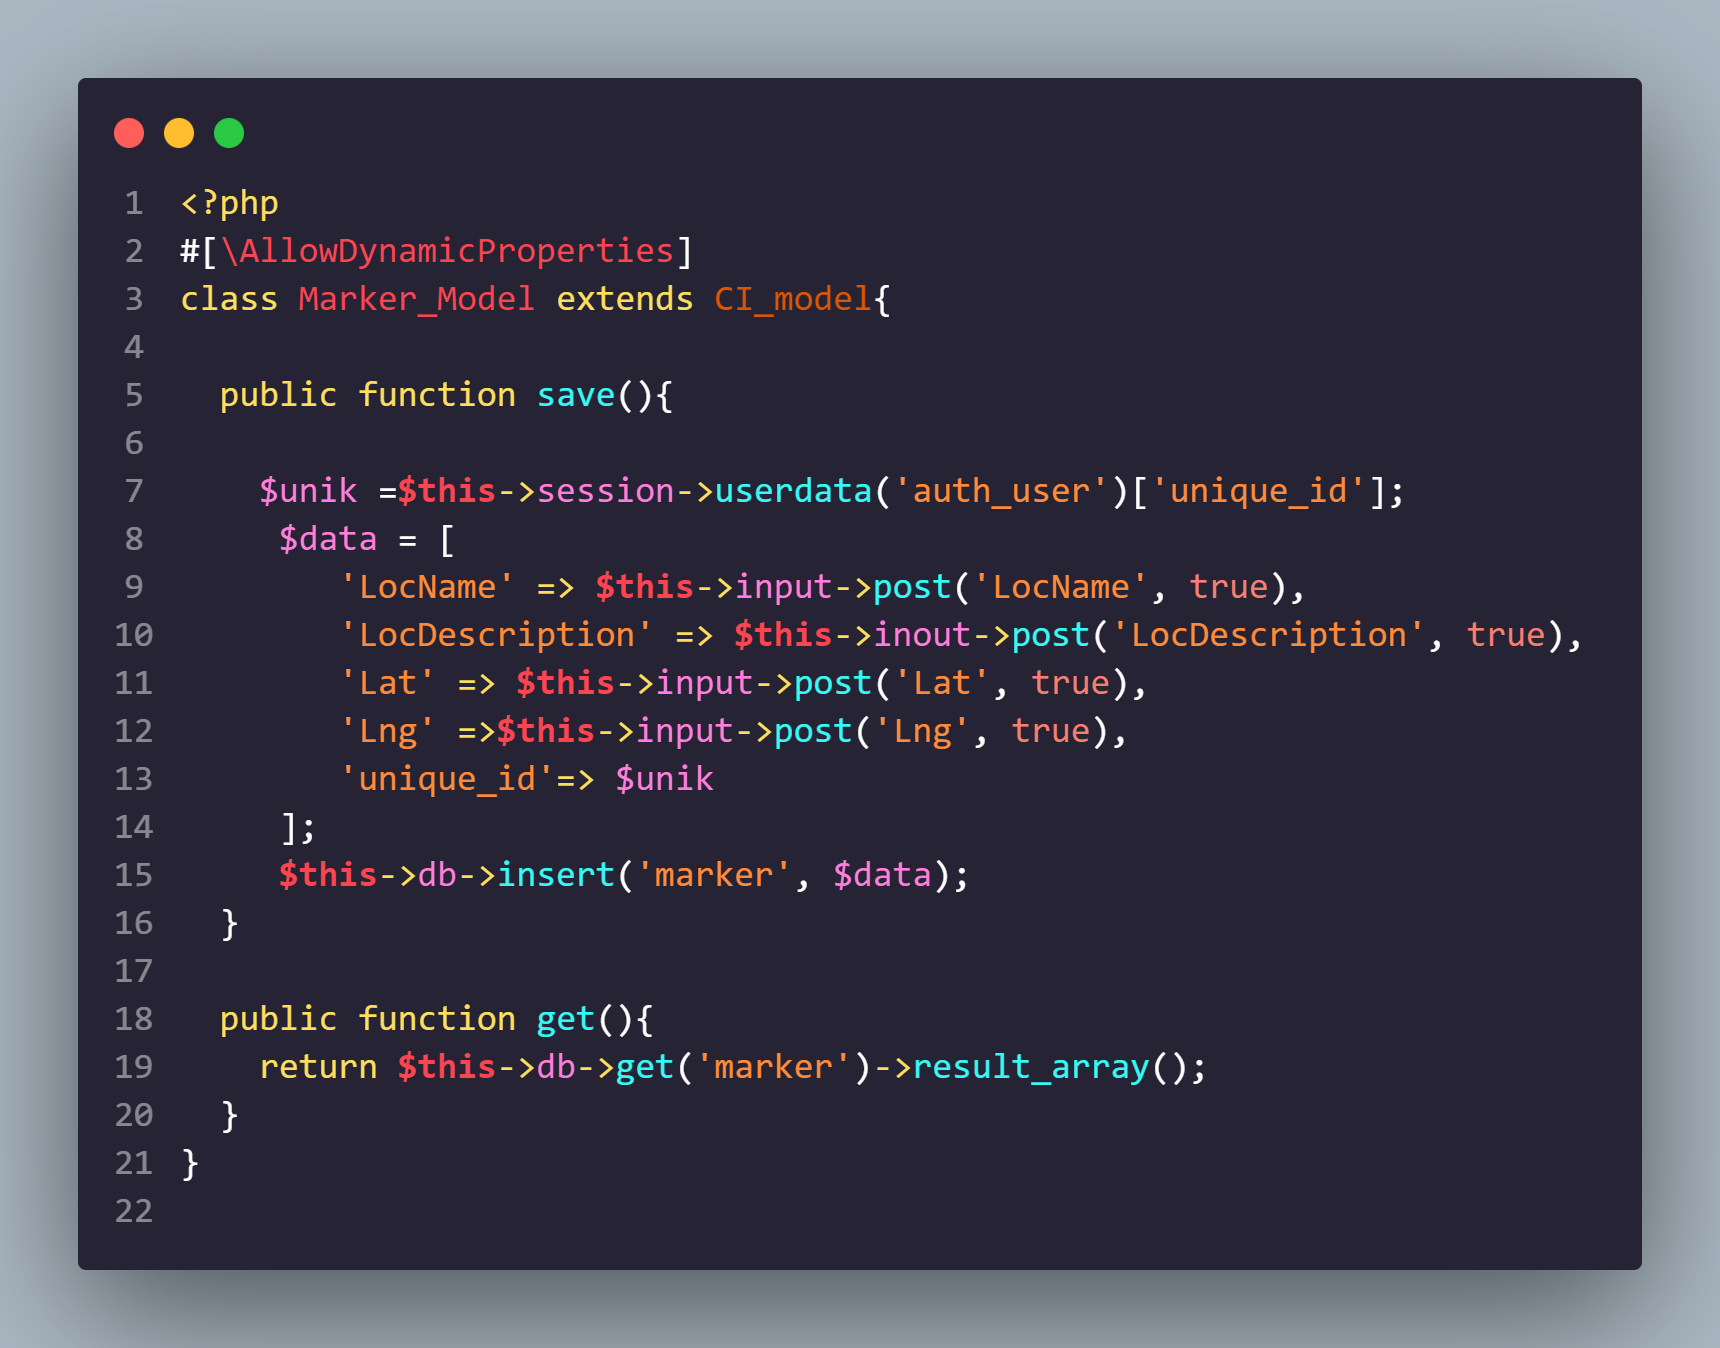 1 <?php
2 #[\AllowDynamicProperties]
3 class Marker_Model extends CI_model{
4
5   public function save(){
6
7     $unik =$this->session->userdata('auth_user')['unique_id'];
8      $data = [
9         'LocName' => $this->input->post('LocName', true),
10         'LocDescription' => $this->inout->post('LocDescription', true),
11         'Lat' => $this->input->post('Lat', true),
12         'Lng' =>$this->input->post('Lng', true),
13         'unique_id'=> $unik
14      ];
15      $this->db->insert('marker', $data);
16   }
17
18   public function get(){
19     return $this->db->get('marker')->result_array();
20   }
21 }
22